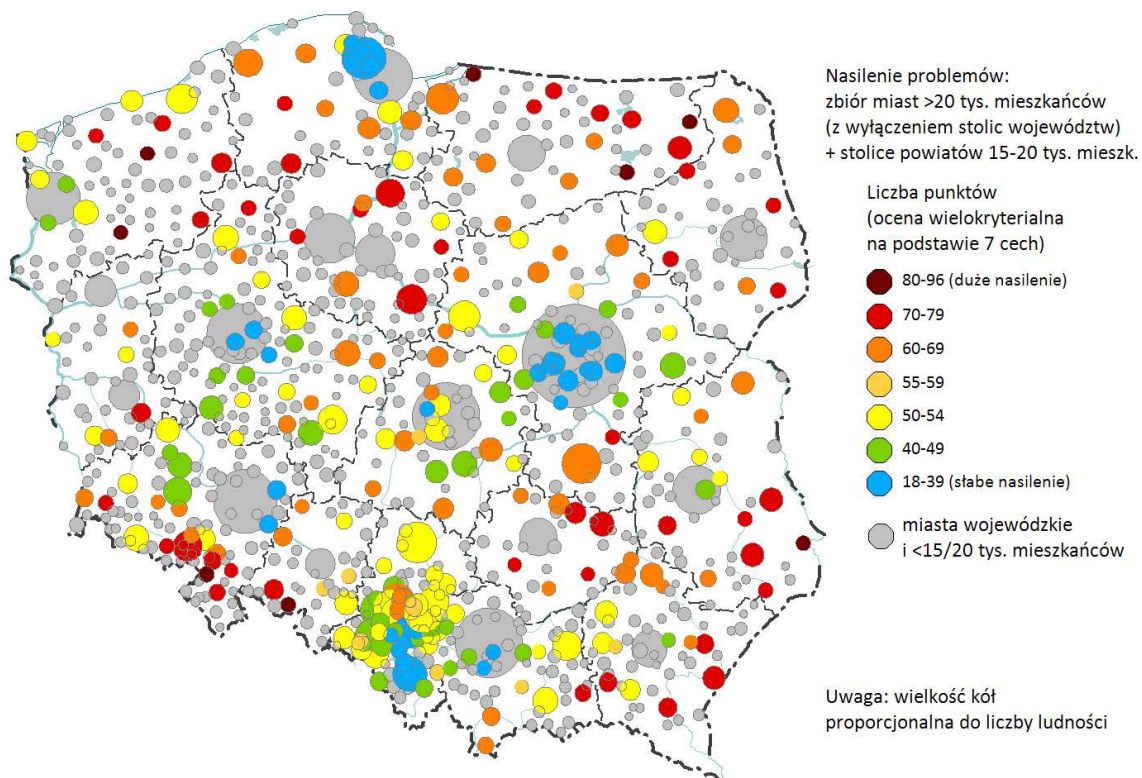 Nasilenie problemów:
zbiór miast >20 tys. mieszkańców
(z wyłączeniem stolic województw)
+ stolice powiatów 15-20 tys. mieszk.
Liczba punktów
(ocena wielokryterialna
na podstawie 7 cech)
80-96 (duże nasilenie)
70-79
60-69
55-59
50-54
40-49
18-39 (słabe nasilenie)
miasta wojewódzkie
i <15/20 tys. mieszkańców
Uwaga: wielkość kół
proporcjonalna do liczby ludności